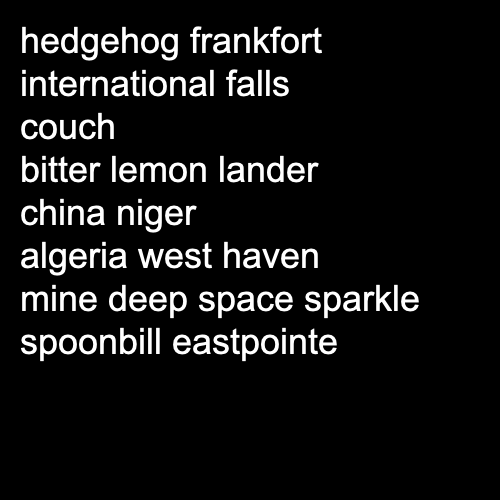 hedgehog frankfort
international falls
couch
bitter lemon lander
china niger
algeria west haven
mine deep space sparkle
spoonbill eastpointe